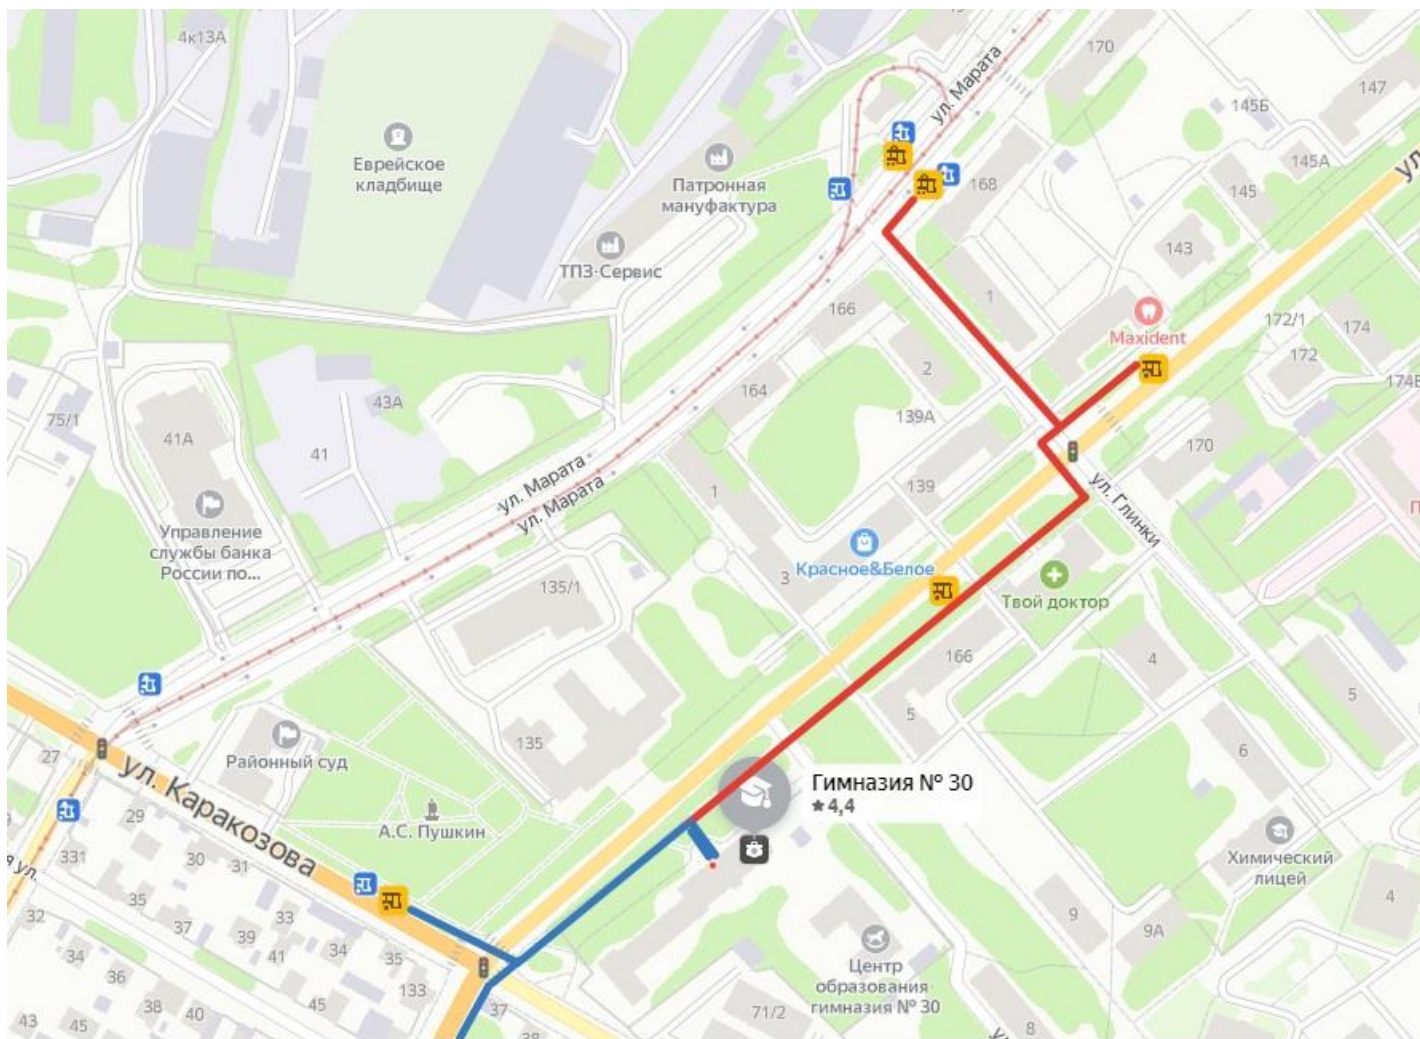 4к13А
170
ул. Марата
147
145Б
Еврейское
кладбище
145А
Патронная
мануфактура
168
145
ул.
143
ТПЗ-Сервис
1
166
172/1
174
Maxident
2
172
174Б
164
43А
139А
75/1
41А
41
170
ул. Марата
ул. Марата
1
139
ул. Глинки
Управление
службы банка
России по...
Красное&Белое
3
135/1
Твой доктор
166
4
5
5
135
27
Районный суд
6
ул. Каракозова
Гимназия № 30
4,4
29
А.С. Пушкин
331
30
31
Химический
лицей
35
32
33
37
39
34
9
4
9А
34
41
35
Центр
образования
гимназия № 30
36
133
38
40
45
37
71/2
43
45
38
8